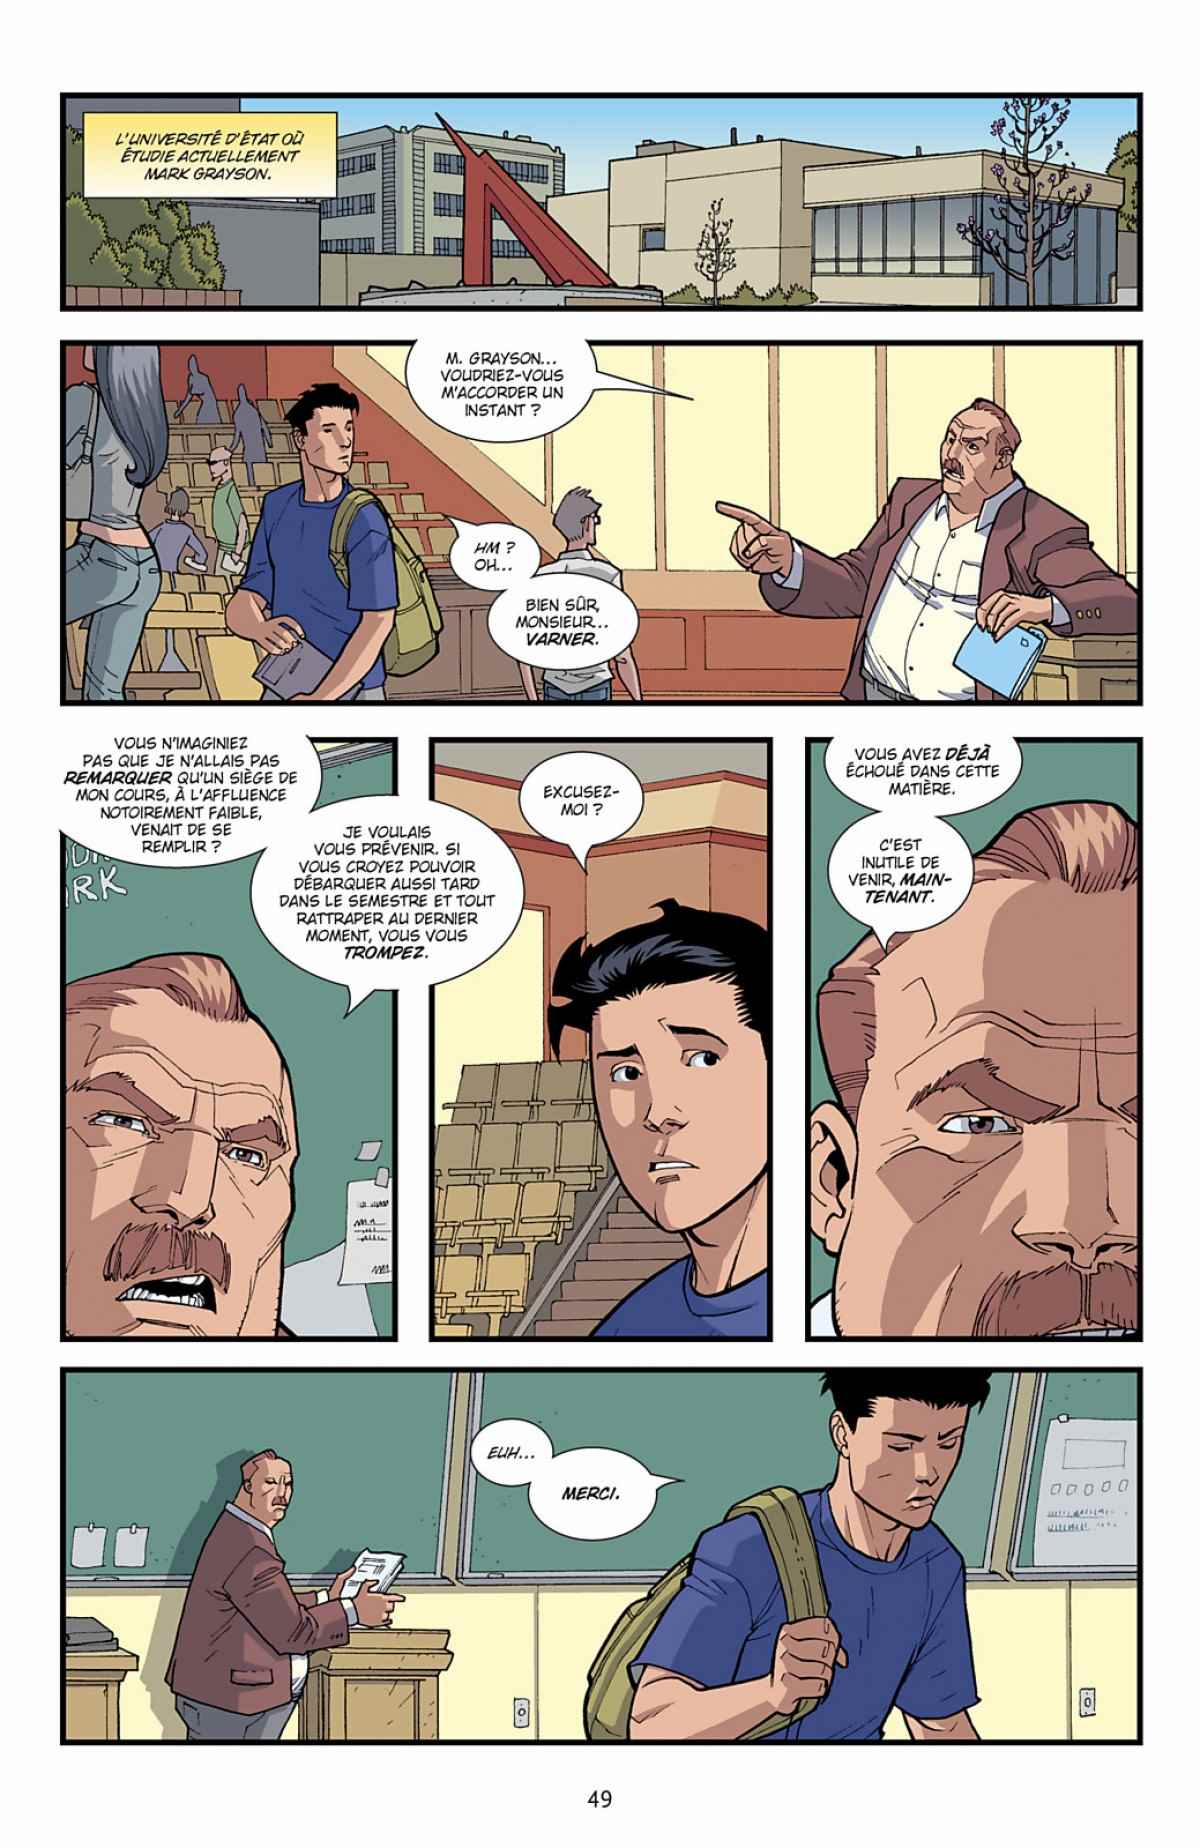 L'UNIVERSITÉ D'ÉTAT OÙ
ÉTUDIE ACTUELLEMENT
MARK GRAYSON.
M. GRAYSON...
VOUDRIEZ-VOUS
M'ACCORDER UN
INSTANT ?
HM ?
OH...
BIEN SÛR,
MONSIEUR...
VARNER.
VOUS N'IMAGINIEZ
PAS QUE JE N'ALLAIS PAS
REMARQUER QU'UN SIÈGE DE
MON COURS, À L'AFFLUENCE
NOTOIREMENT FAIBLE,
VENAIT DE SE
REMPLIR ?
JE VOULAIS
VOUS PRÉVENIR. SI
VOUS CROYEZ POUVOIR
DÉBARQUER AUSSI TARD
DANS LE SEMESTRE ET TOUT
RATTRAPER AU DERNIER
MOMENT, VOUS VOUS
TROMPEZ.
EXCUSEZ-
MOI ?
VOUS AVEZ DÉJÀ
ÉCHOUÉ DANS CETTE
MATIÈRE.
C'EST
INUTILE DE
VENIR, MAIN-
TENANT.
EUH...
MERCI.
49